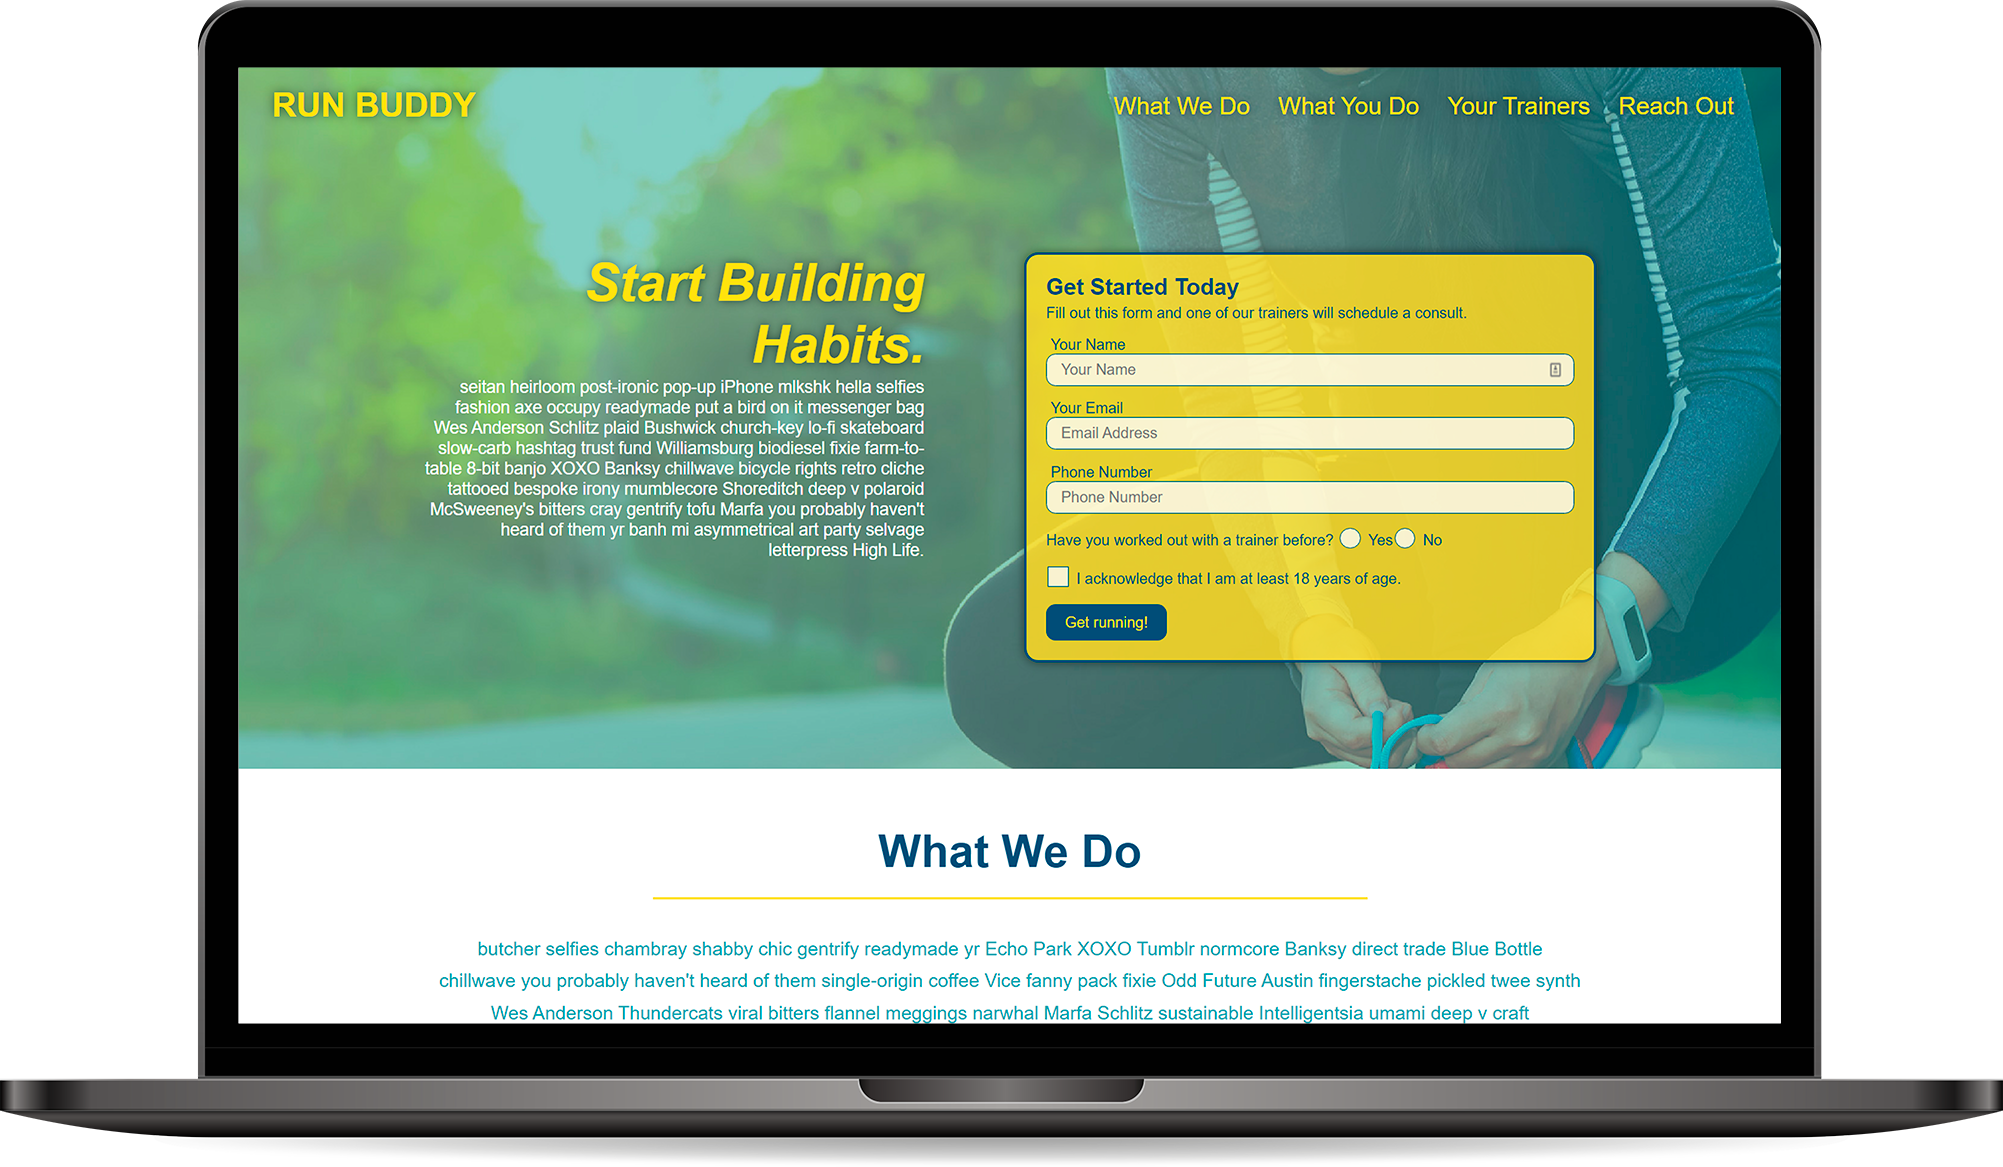 RUN BUDDY
What We Do What You Do Your Trainers Reach Out
Start Building
Habits.
seitan heirloom post-ironic pop-up iPhone mlkshk hella selfies
fashion axe occupy readymade put a bird on it messenger bag
Wes Anderson Schlitz plaid Bushwick church-key lo-fi skateboard
slow-carb hashtag trust fund Williamsburg biodiesel fixie farm-to-
table 8-bit banjo XOXO Banksy chillwave bicycle rights retro cliche
tattooed bespoke irony mumblecore Shoreditch deep v polaroid
McSweeney's bitters cray gentrify tofu Marfa you probably haven't
heard of them yr banh mi asymmetrical art party selvage
letterpress High Life.
Get Started Today
Fill out this form and one of our trainers will schedule a consult.
Your Name
Your Name
Your Email
Email Address
Phone Number
Phone Number
Have you worked out with a trainer before? Yes No
I acknowledge that I am at least 18 years of age.
Get running!
What We Do
butcher selfies chambray shabby chic gentrify readymade yr Echo Park XOXO Tumblr normcore Banksy direct trade Blue Bottle
chillwave you probably haven't heard of them single-origin coffee Vice fanny pack fixie Odd Future Austin fingerstache pickled twee synth
Wes Anderson Thundercats viral bitters flannel meggings narwhal Marfa Schlitz sustainable Intelligentsia umami deep v craft